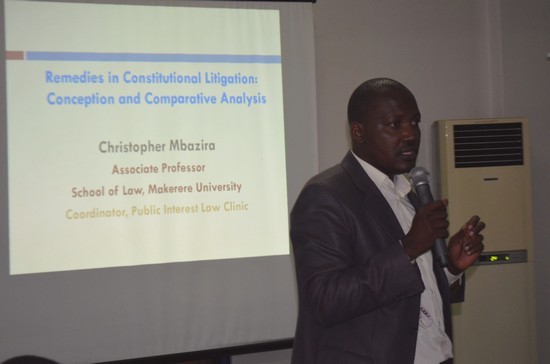 Remedies in Constitutional Litigation:
Conception and Comparative Analysis
Christopher Mbazira
Associate Professor
School of Law, Makerere University
Coordinator, Public Interest Law Clinic